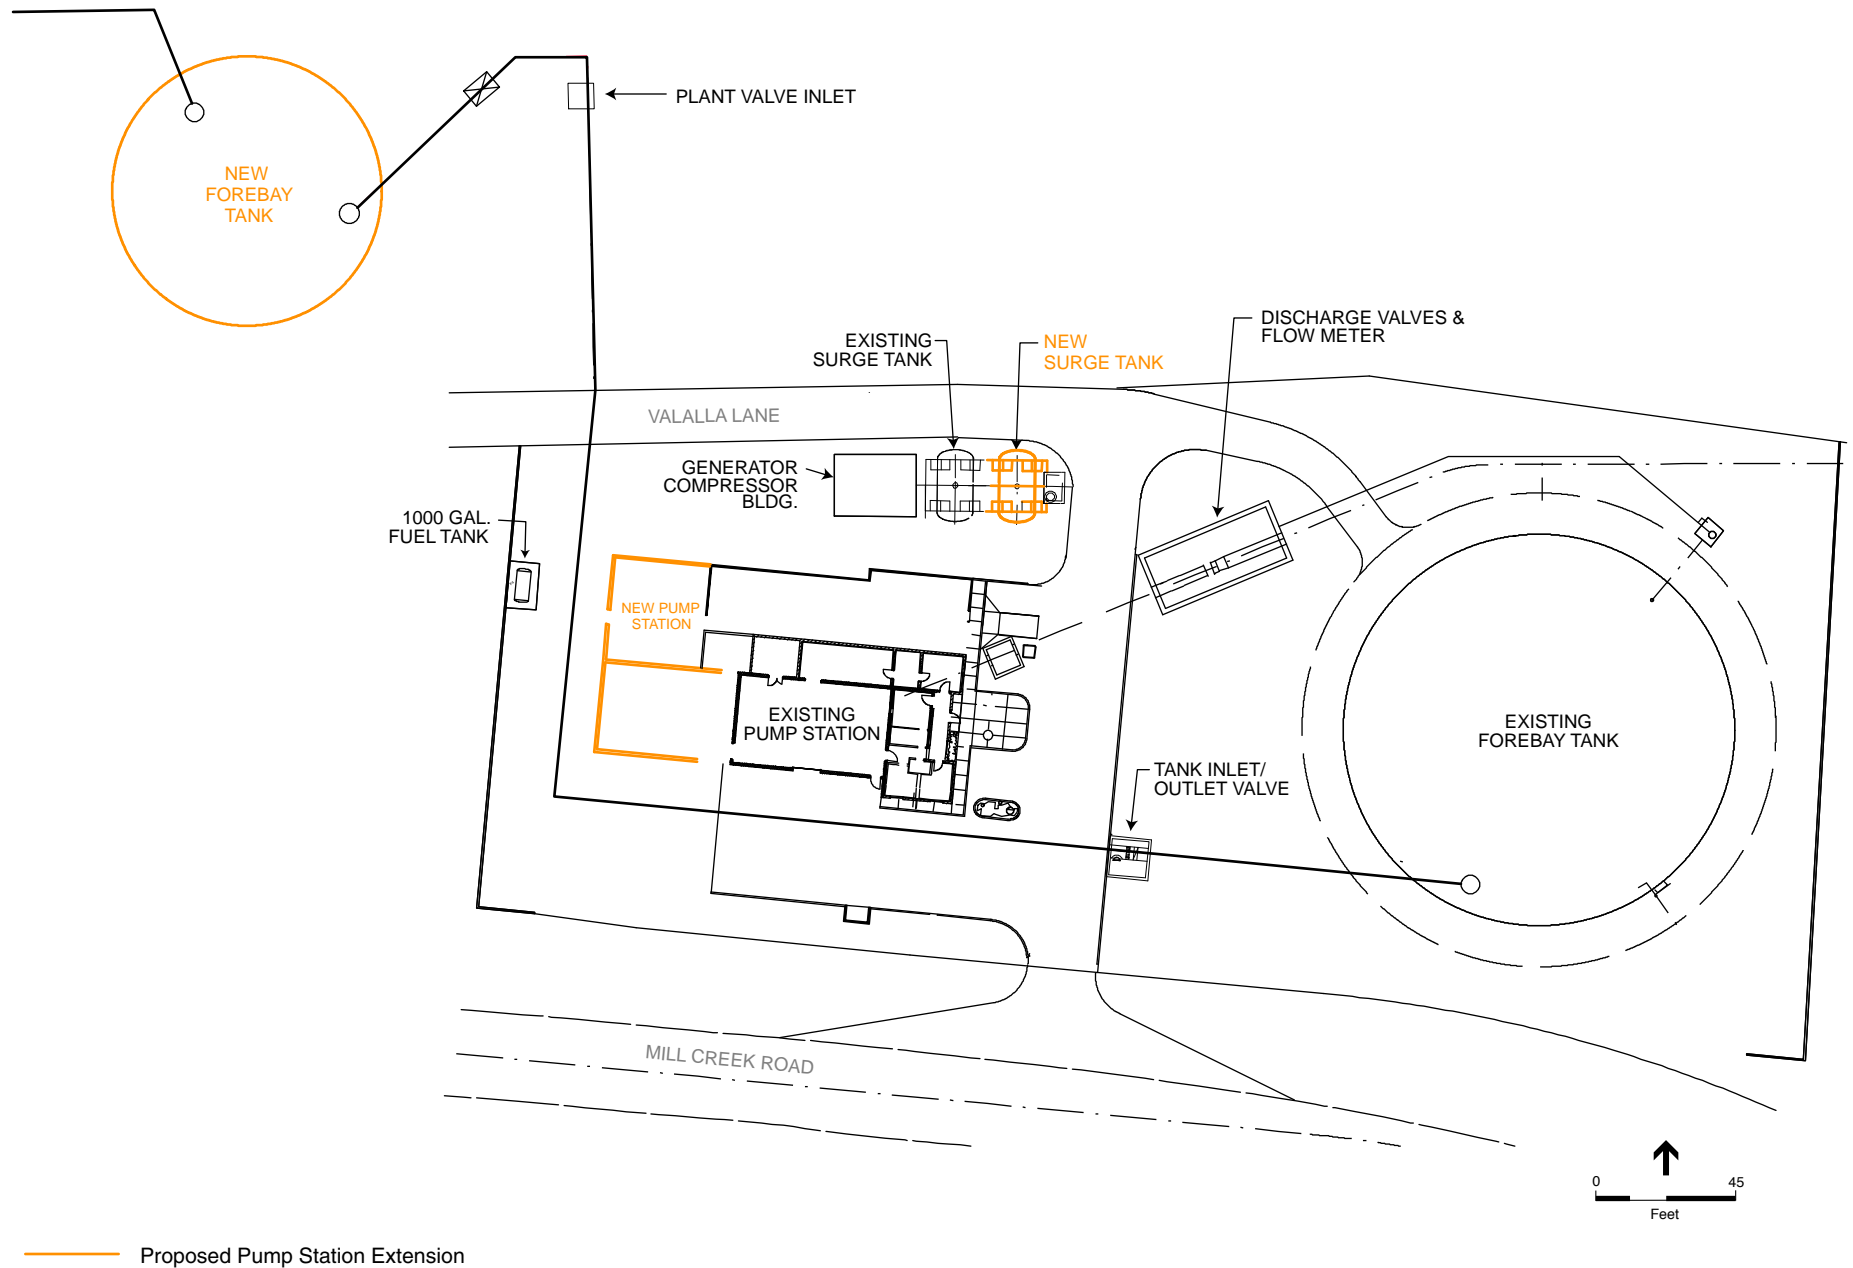 PLANT VALVE INLET
NEW
FOREBAY
TANK
DISCHARGE VALVES &
FLOW METER
EXISTING
SURGE TANK
NEW
SURGE TANK
VALALLA LANE
GENERATOR
COMPRESSOR
BLDG.
1000 GAL.
FUEL TANK
NEW PUMP
STATION
EXISTING
PUMP STATION
EXISTING
FOREBAY TANK
TANK INLET/
OUTLET VALVE
MILL CREEK ROAD
0 45
Feet
Proposed Pump Station Extension